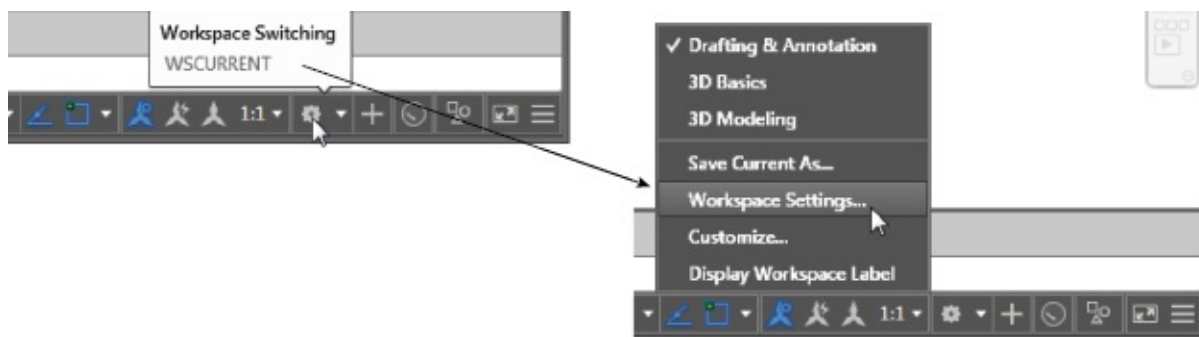 Workspace Switching
WSCURRENT
1:1
✓ Drafting & Annotation
3D Basics
3D Modeling
Save Current As...
Workspace Settings...
Customize...
Display Workspace Label
1:1